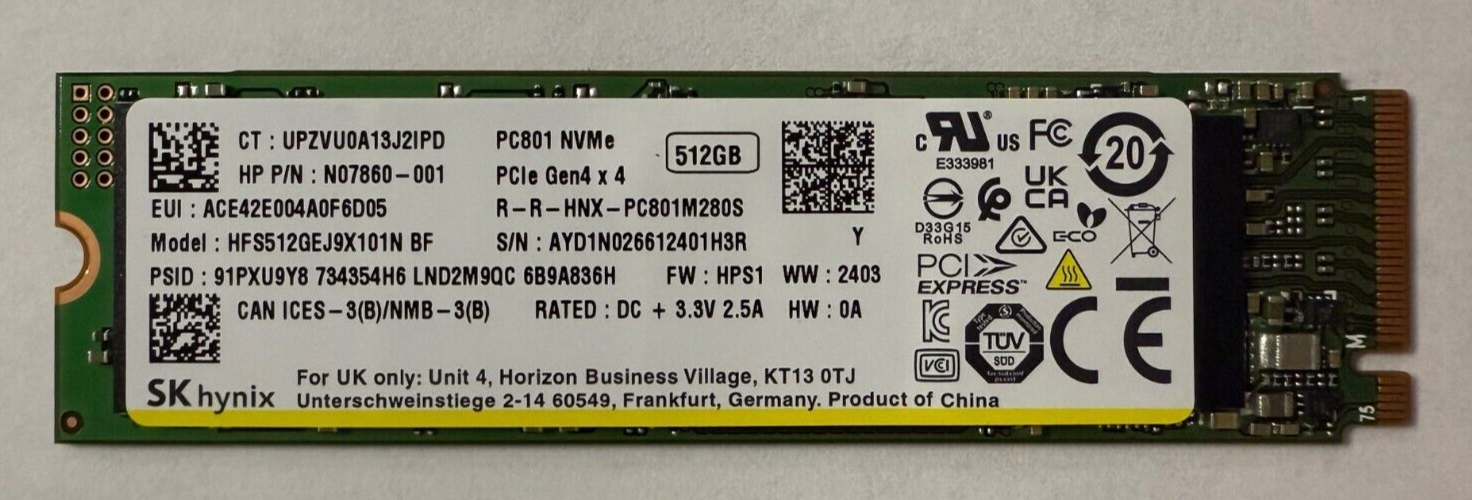 CT : UPZVU0A13J2IPD
HP P/N : N07860-001
EUI : ACE42E004A0F6D05
Model : HFS512GEJ9X101N BF
PC801 NVMe
PCIe Gen4 x 4
512GB
R-R-HNX-PC801M280S
S/N : AYD1N026612401H3R
Y
PSID : 91PXU9Y8 734354H6 LND2M9QC 6B9A836H FW : HPS1 WW : 2403
CAN ICES-3(B)/NMB-3(B) RATED : DC + 3.3V 2.5A HW : 0A
SK hynix
For UK only: Unit 4, Horizon Business Village, KT13 0TJ
Unterschweinstiege 2-14 60549, Frankfurt, Germany. Product of China
C RU® US
E333981
FC
20
UK
CA
D33G15
RoHS
ECO
PCI
EXPRESS™
VCI
TÜV
SÜD
CE
1
M
75